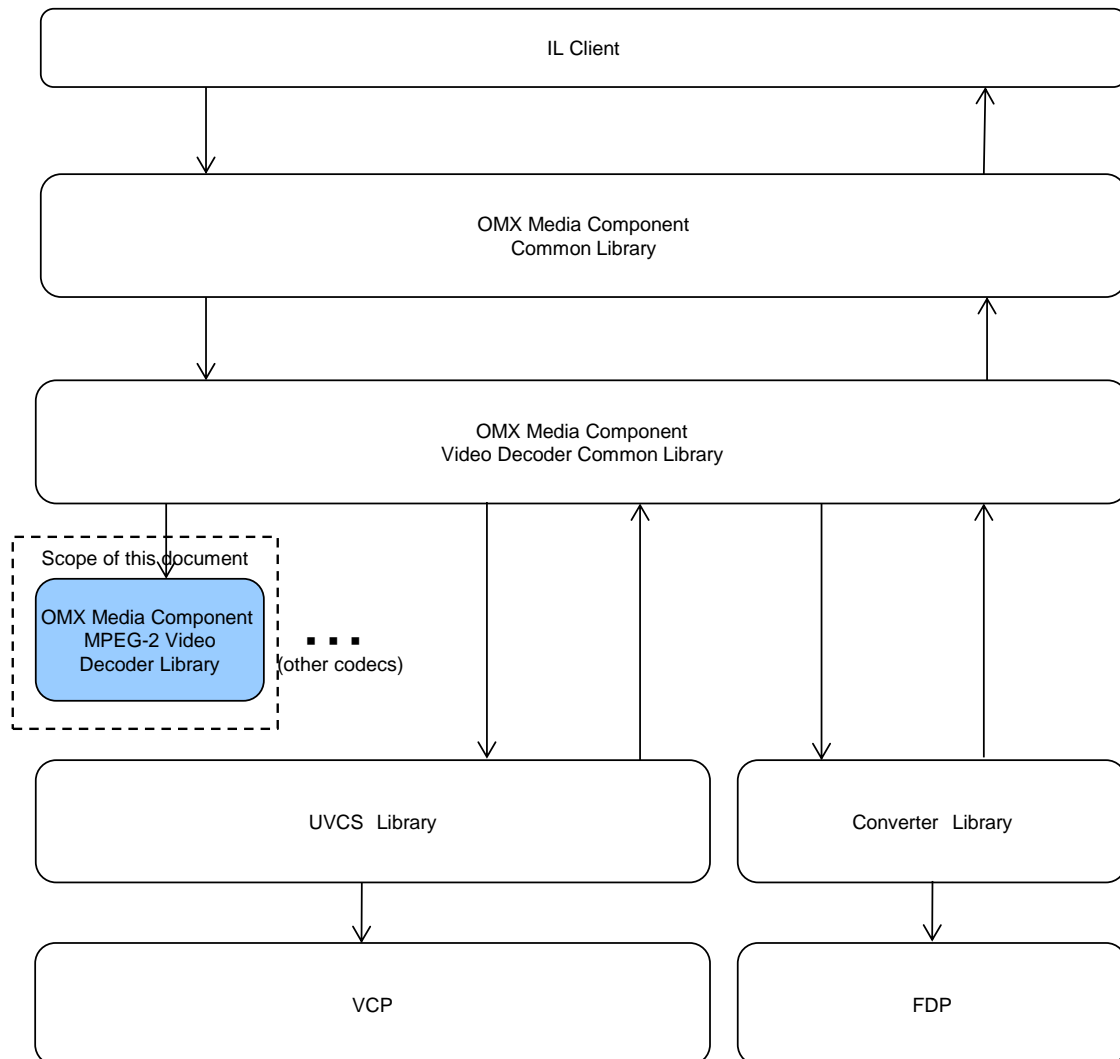 IL Client
OMX Media Component
Common Library
OMX Media Component
Video Decoder Common Library
Scope of this document
OMX Media Component
MPEG-2 Video
Decoder Library
...
(other codecs)
UVCS Library
Converter Library
VCP
FDP